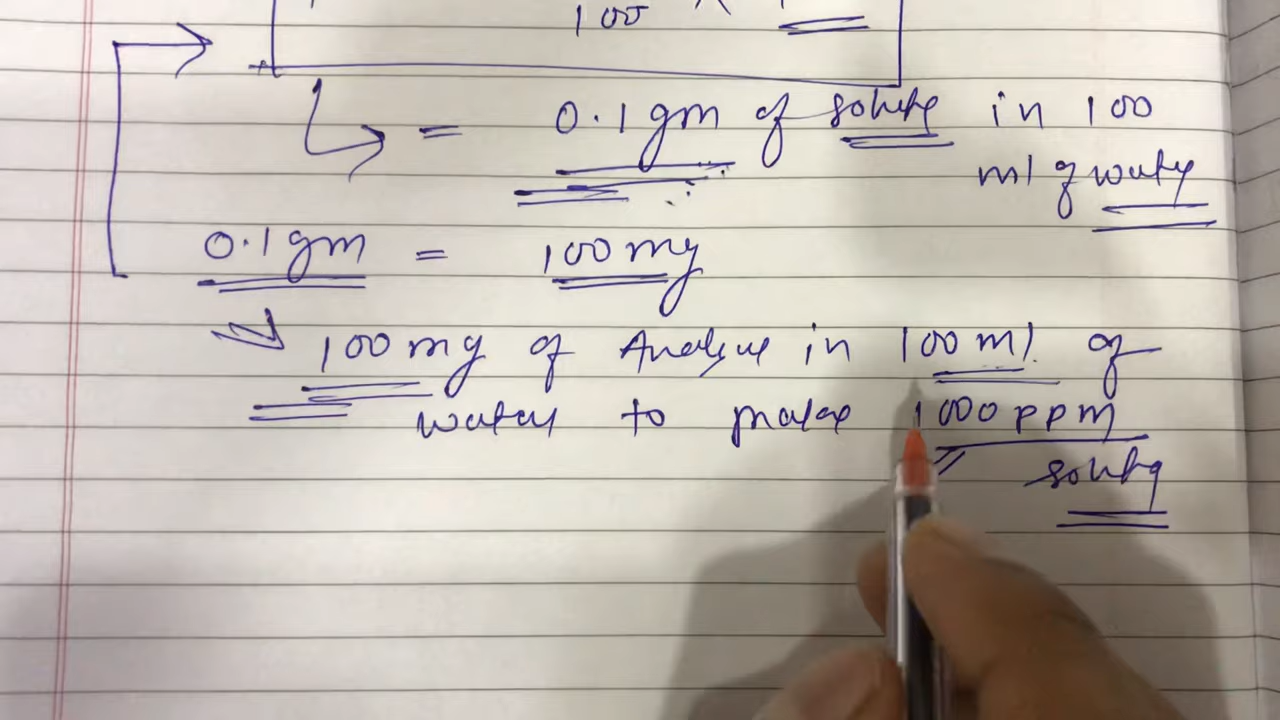 100
= 0.1 gm of solute in 100
ml of water
0.1 gm = 100 mg
100 mg of Analyte in 100 ml of
water to make 1000 ppm